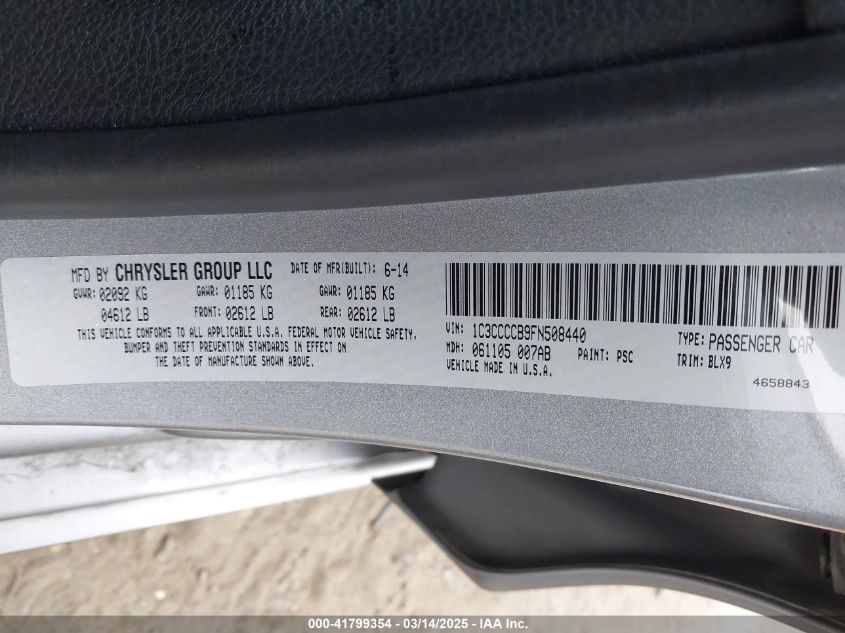 MFD BY CHRYSLER GROUP LLC DATE OF MFR(BUILT): 6-14
GVWR: 02092 KG GAWR: 01185 KG GAWR: 01185 KG
04612 LB FRONT: 02612 LB REAR: 02612 LB
THIS VEHICLE CONFORMS TO ALL APPLICABLE U.S.A. FEDERAL MOTOR VEHICLE SAFETY,
BUMPER AND THEFT PREVENTION STANDARDS IN EFFECT ON
THE DATE OF MANUFACTURE SHOWN ABOVE.
VIN: 1C3CCCCB9FN508440 TYPE: PASSENGER CAR
MDH: 061105 007AB PAINT: PSC TRIM: BLX9
VEHICLE MADE IN U.S.A.
4658843
000-41799354 - 03/14/2025 - COPYRIGHT IAA, LLC.